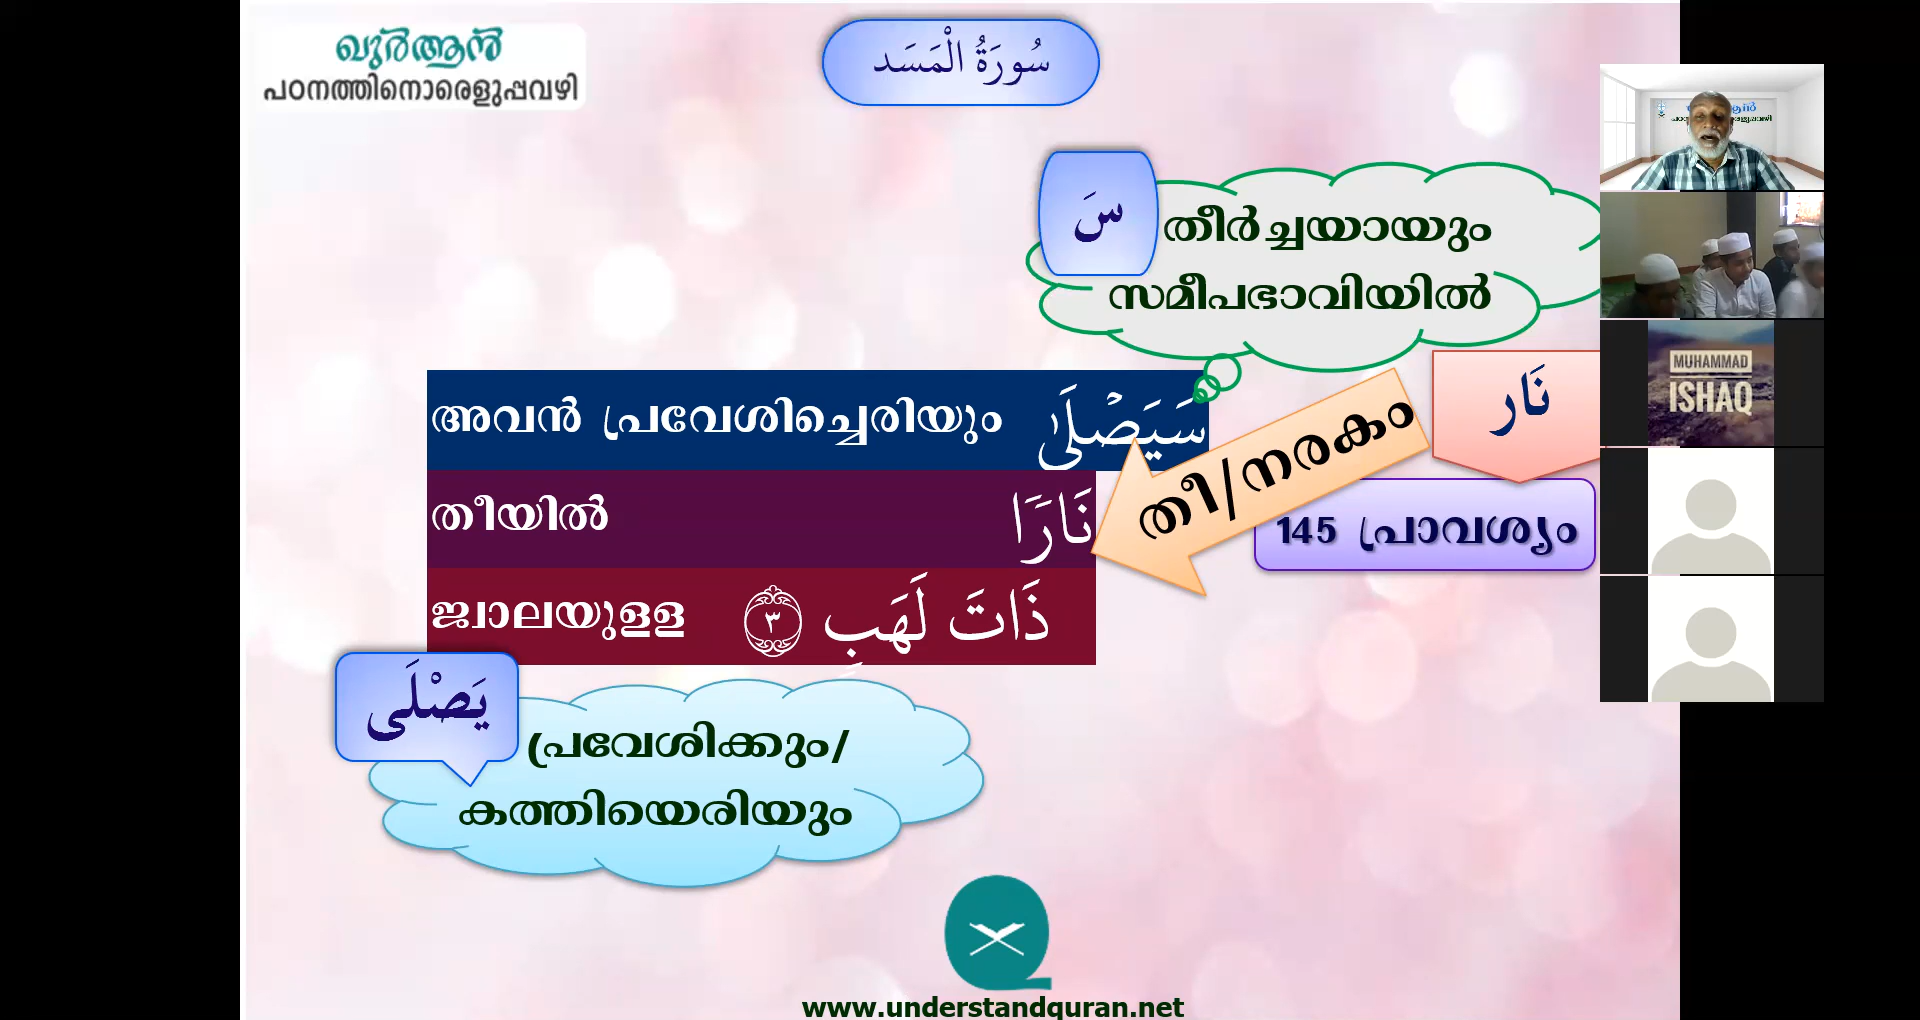 ഖുർആൻ
പഠനത്തിനൊരെളുപ്പവഴി
سُورَةُ الْمَسَد
سَ
തീർച്ചയായും
സമീപഭാവിയിൽ
نَار
145 പ്രാവശ്യം
തീ/നരകം
അവൻ പ്രവേശിച്ചെരിയും سَيَصْلَىٰ
തീയിൽ نَارًا
ജ്വാലയുള്ള ذَاتَ لَهَبٍ ٣
يَصْلَى
പ്രവേശിക്കും/
കത്തിയെരിയും
www.understandquran.net
MUHAMMAD
ISHAQ